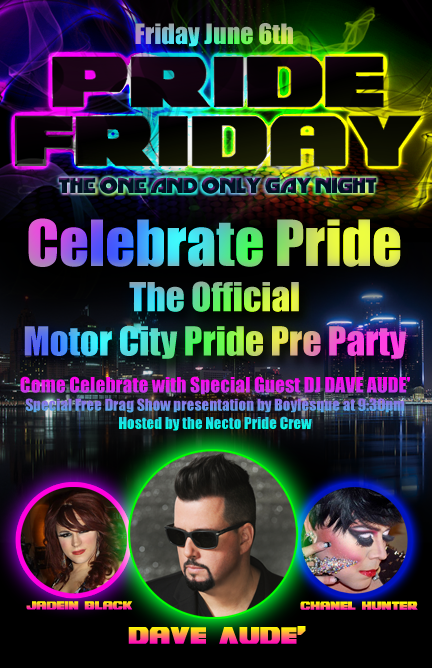 Friday June 6th
PRIDE
FRIDAY
THE ONE AND ONLY GAY NIGHT
Celebrate Pride
The Official
Motor City Pride Pre Party
Come Celebrate with Special Guest DJ DAVE AUDE'
Special Free Drag Show presentation by Boylesque at 9:30pm
Hosted by the Necto Pride Crew
JADEIN BLACK
CHANEL HUNTER
DAVE AUDE'